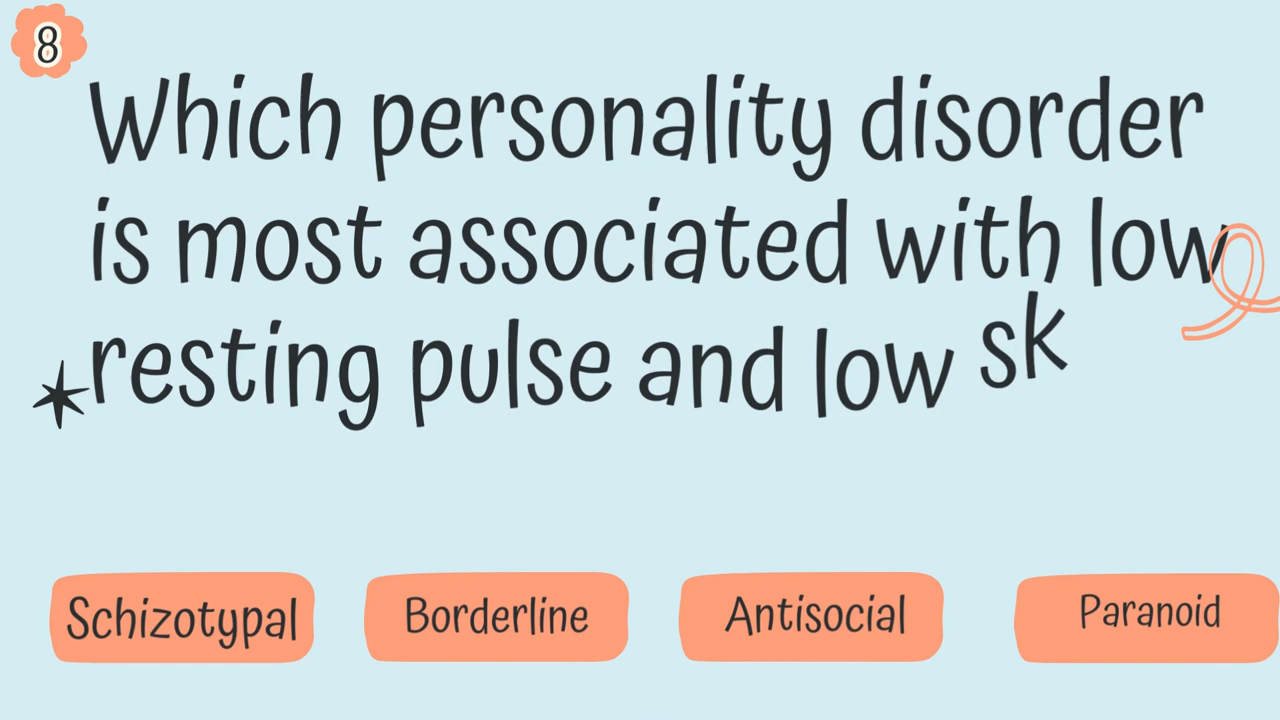 8
Which personality disorder
is most associated with low
resting pulse and low sk
Schizotypal
Borderline
Antisocial
Paranoid